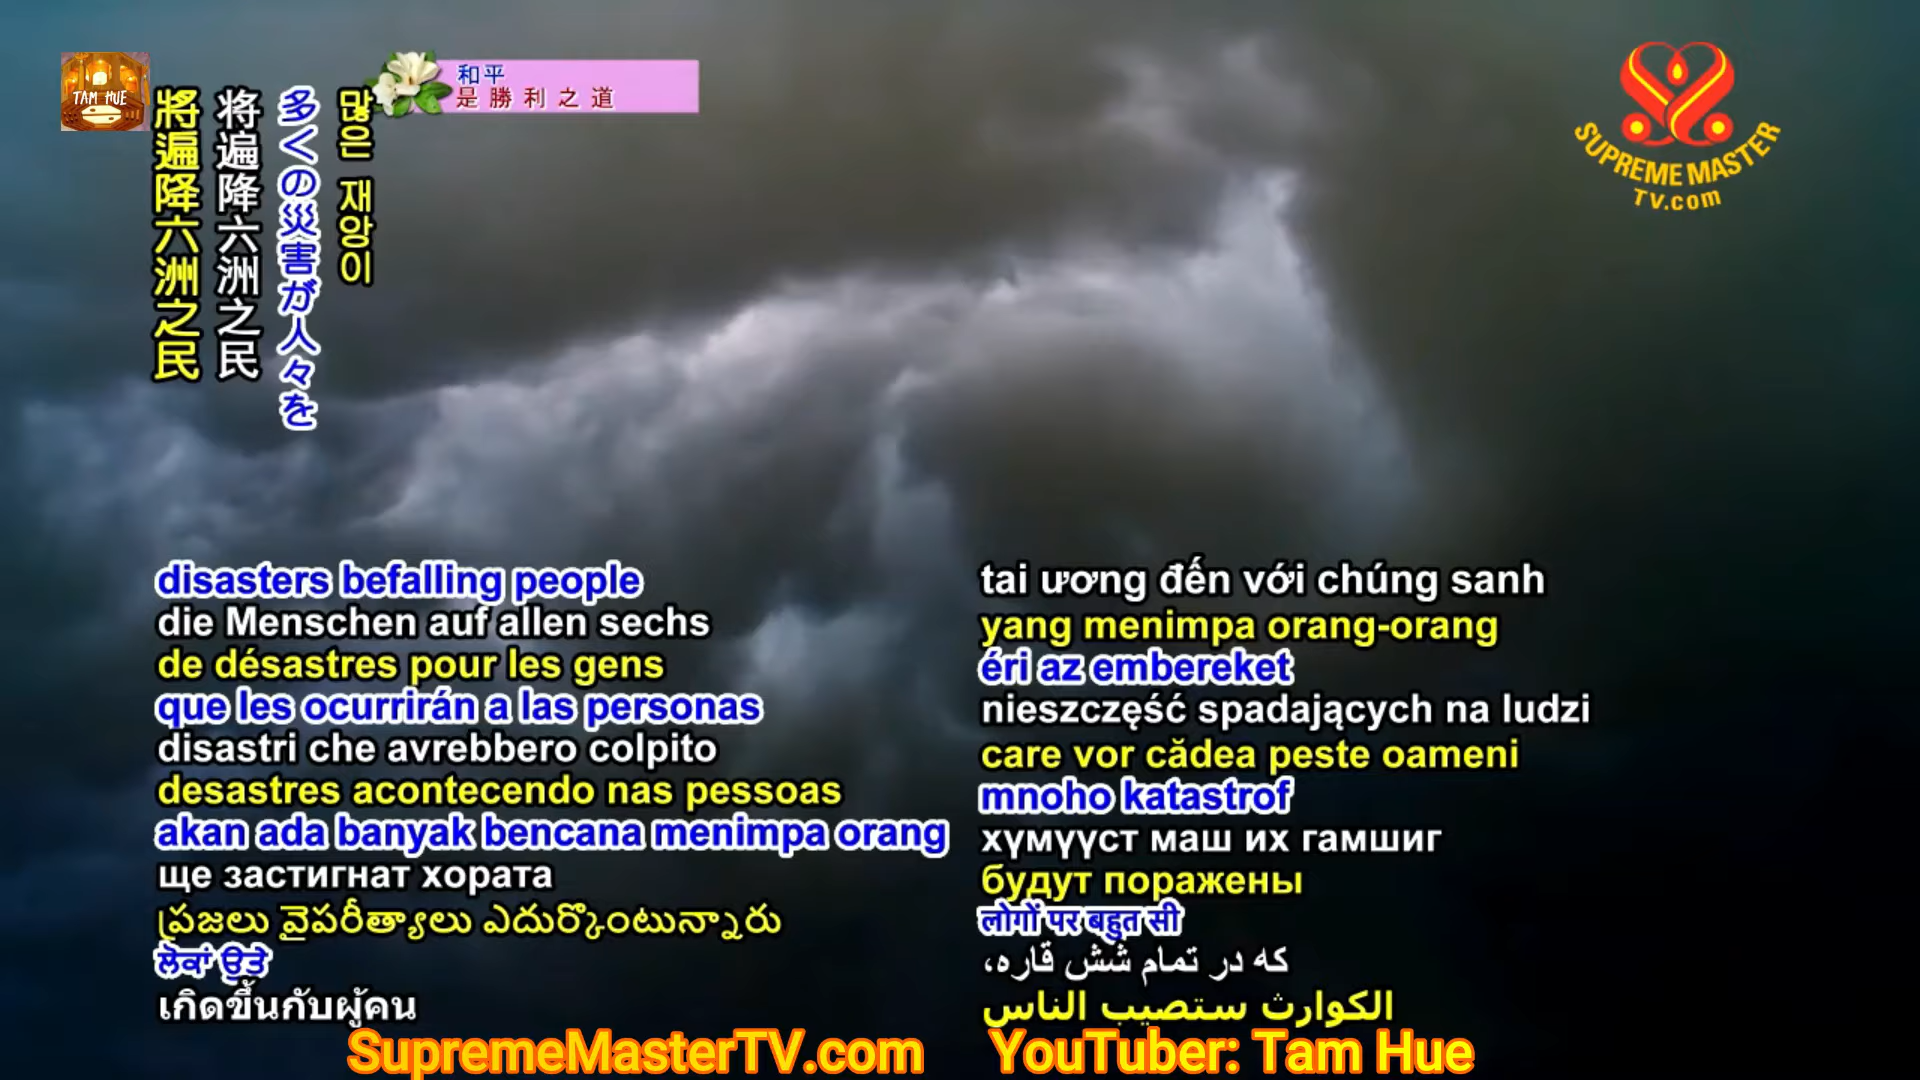 TAM HUE
和平
是勝利之道
SUPREME MASTER
TV.com
將遍降六洲之民
将遍降六洲之民
多くの災害が人々を
많은 재앙이
disasters befalling people
die Menschen auf allen sechs
de désastres pour les gens
que les ocurrirán a las personas
disastri che avrebbero colpito
desastres acontecendo nas pessoas
akan ada banyak bencana menimpa orang
ще застигнат хората
ప్రజలు వైపరీత్యాలు ఎదుర్కొంటున్నారు
ਲੋਕਾਂ ਉਤੇ
เกิดขึ้นกับผู้คน
tai ương đến với chúng sanh
yang menimpa orang-orang
éri az embereket
nieszczęść spadających na ludzi
care vor cădea peste oameni
mnoho katastrof
хүмүүст маш их гамшиг
будут поражены
लोगों पर बहुत सी
که در تمام شش قاره،
الكوارث ستصيب الناس
SupremeMasterTV.com
YouTuber: Tam Hue